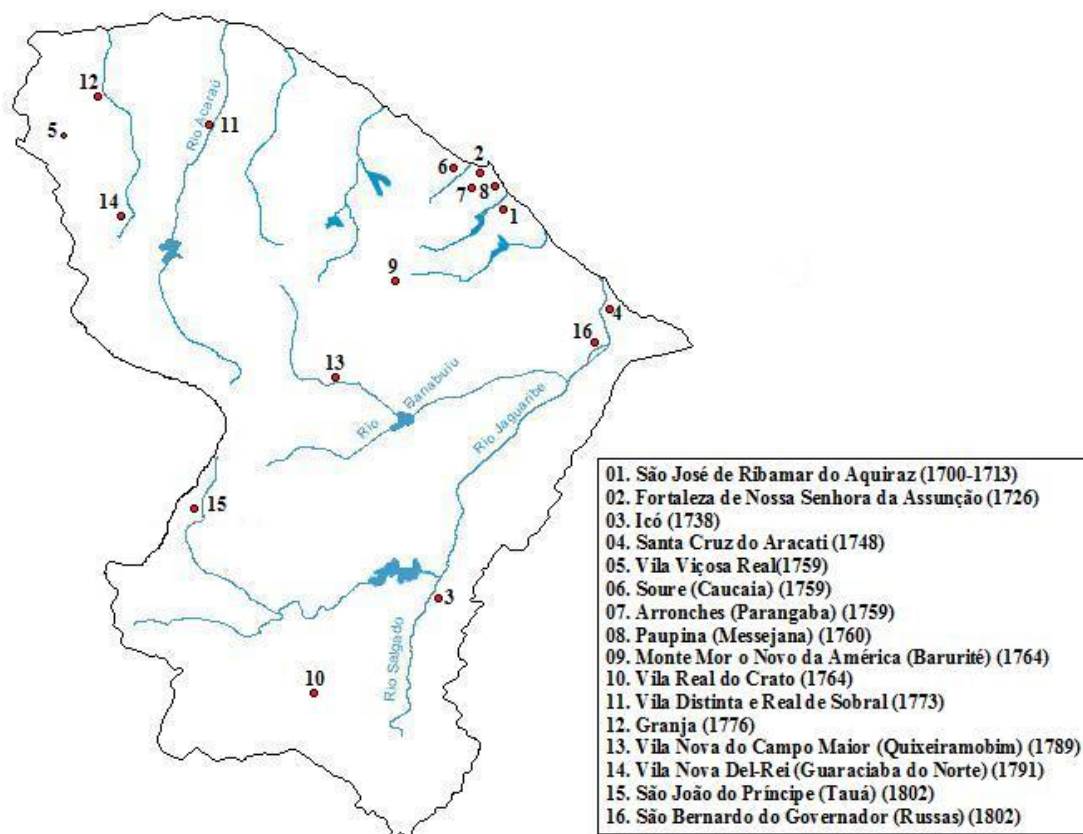 12
5
Rio Acaraú
11
6
2
7
8
14
1
9
4
16
13
Rio Banabuiu
Rio Jaguaribe
15
3
Rio Salgado
10
01. São José de Ribamar do Aquiraz (1700-1713)
02. Fortaleza de Nossa Senhora da Assunção (1726)
03. Icó (1738)
04. Santa Cruz do Aracati (1748)
05. Vila Viçosa Real(1759)
06. Soure (Caucaia) (1759)
07. Arronches (Parangaba) (1759)
08. Paupina (Messejana) (1760)
09. Monte Mor o Novo da América (Barurité) (1764)
10. Vila Real do Crato (1764)
11. Vila Distinta e Real de Sobral (1773)
12. Granja (1776)
13. Vila Nova do Campo Maior (Quixeiramobim) (1789)
14. Vila Nova Del-Rei (Guaraciaba do Norte) (1791)
15. São João do Príncipe (Tauá) (1802)
16. São Bernardo do Governador (Russas) (1802)